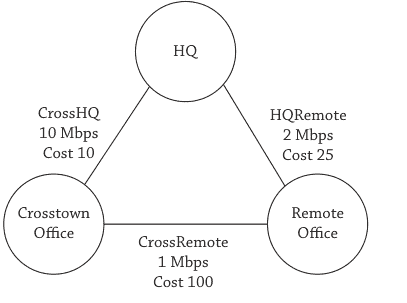 HQ
CrossHQ
10 Mbps
Cost 10
HQRemote
2 Mbps
Cost 25
Crosstown
Office
Remote
Office
CrossRemote
1 Mbps
Cost 100